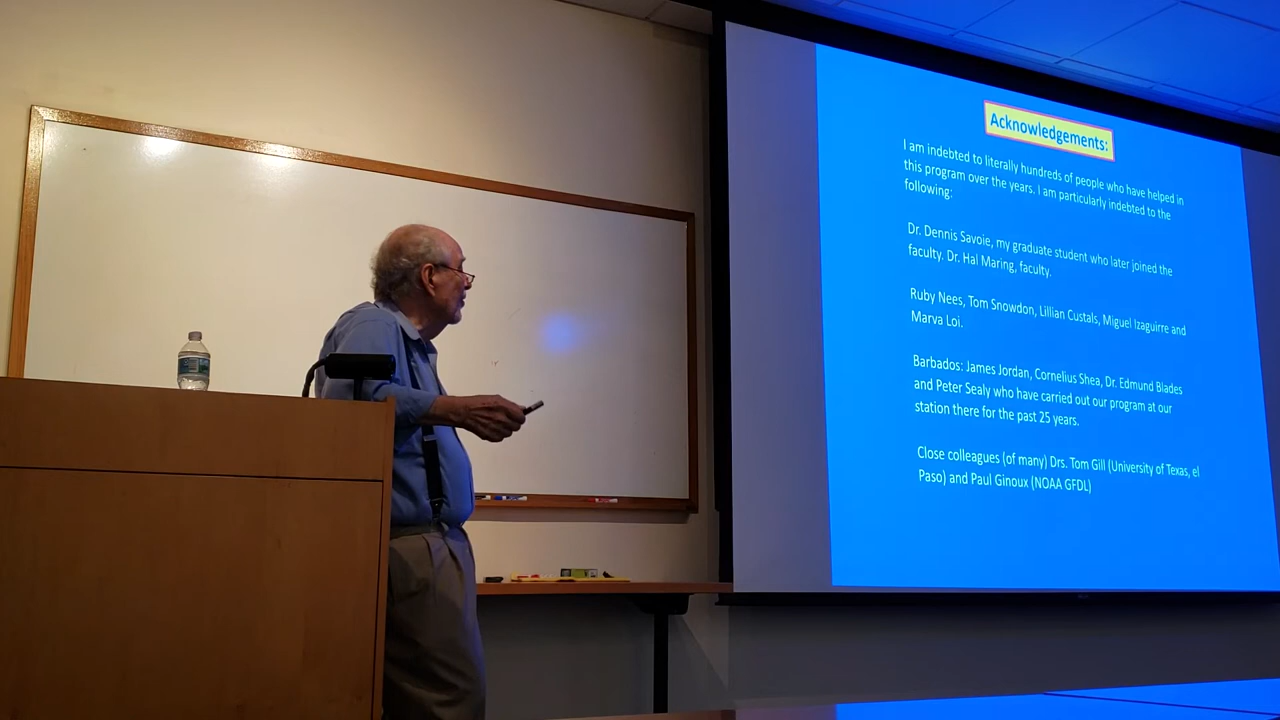 Acknowledgements:
I am indebted to literally hundreds of people who have helped in
this program over the years. I am particularly indebted to the
following:
Dr. Dennis Savoie, my graduate student who later joined the
faculty. Dr. Hal Maring, faculty.
Ruby Nees, Tom Snowdon, Lillian Custals, Miguel Izaguirre and
Marva Loi.
Barbados: James Jordan, Cornelius Shea, Dr. Edmund Blades
and Peter Sealy who have carried out our program at our
station there for the past 25 years.
Close colleagues (of many) Drs. Tom Gill (University of Texas, el
Paso) and Paul Ginoux (NOAA GFDL)